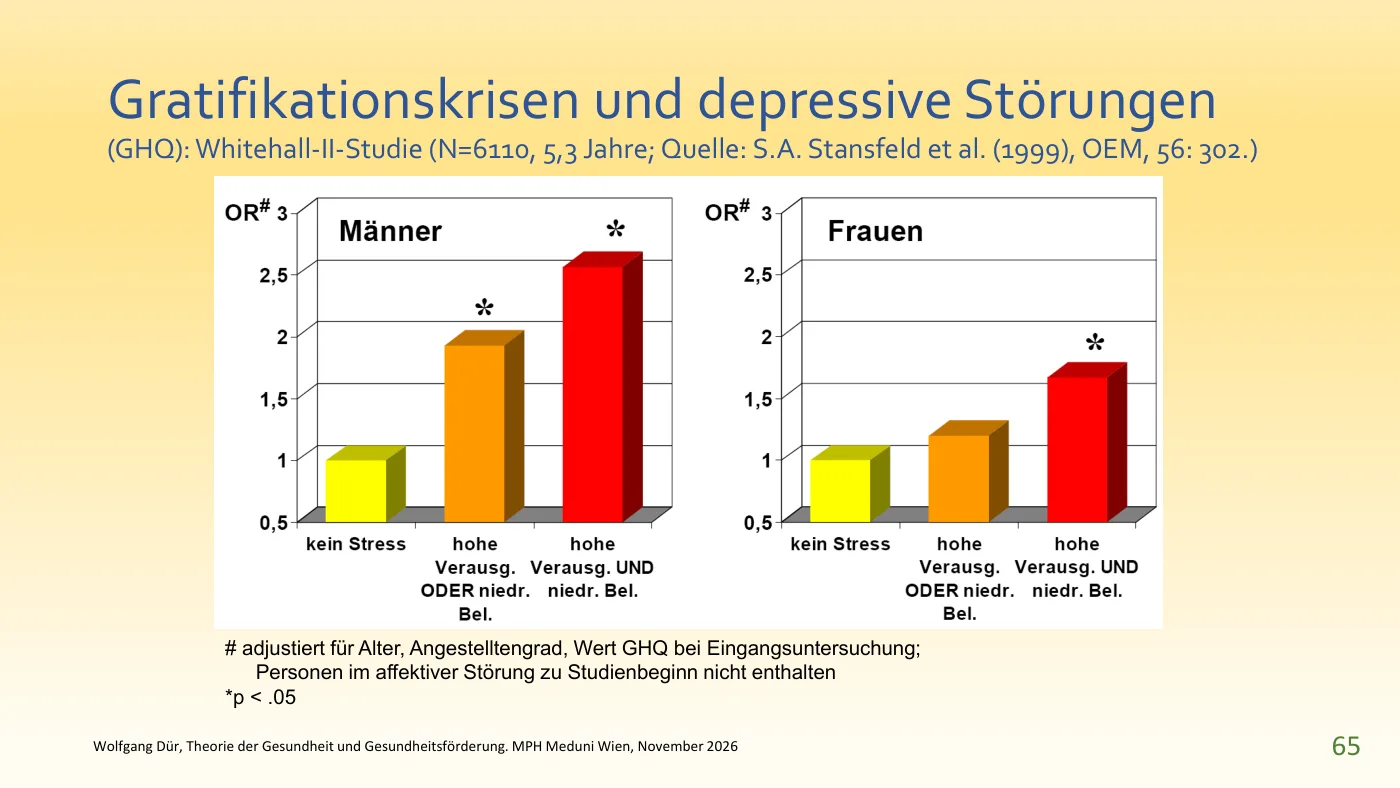 Gratifikationskrisen und depressive Störungen
(GHQ): Whitehall-II-Studie (N=6110, 5,3 Jahre; Quelle: S.A. Stansfeld et al. (1999), OEM, 56: 302.)
OR# 3
Männer
*
2,5
*
2
1,5
1
0,5
kein Stress
hohe
Verausg.
ODER niedr.
Bel.
hohe
Verausg. UND
niedr. Bel.
OR# 3
Frauen
2,5
2
*
1,5
1
0,5
kein Stress
hohe
Verausg.
ODER niedr.
Bel.
hohe
Verausg. UND
niedr. Bel.
# adjustiert für Alter, Angestelltengrad, Wert GHQ bei Eingangsuntersuchung;
Personen im affektiver Störung zu Studienbeginn nicht enthalten
*p < .05
Wolfgang Dür, Theorie der Gesundheit und Gesundheitsförderung. MPH Meduni Wien, November 2026
65